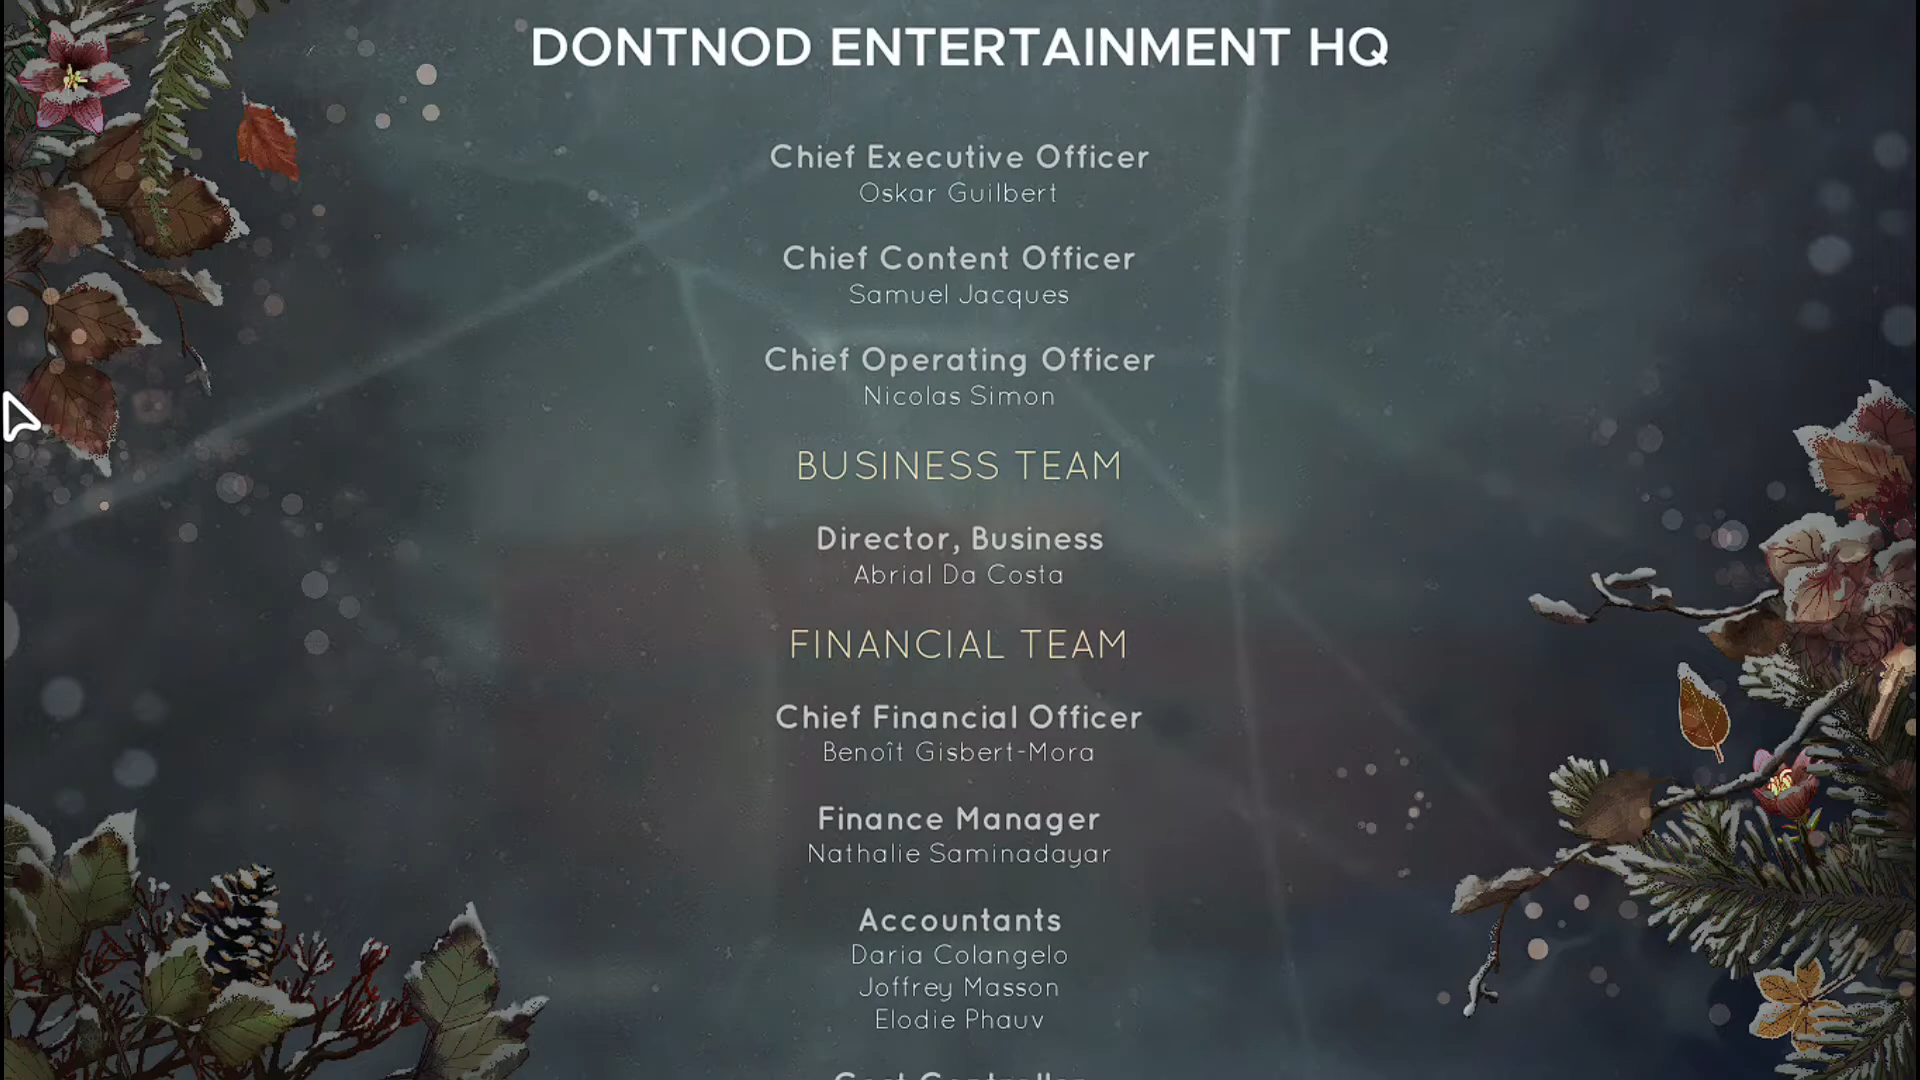 DONTNOD ENTERTAINMENT HQ
Chief Executive Officer
Oskar Guilbert
Chief Content Officer
Samuel Jacques
Chief Operating Officer
Nicolas Simon
BUSINESS TEAM
Director, Business
Abrial Da Costa
FINANCIAL TEAM
Chief Financial Officer
Benoît Gisbert-Mora
Finance Manager
Nathalie Saminadayar
Accountants
Daria Colangelo
Joffrey Masson
Elodie Phauv